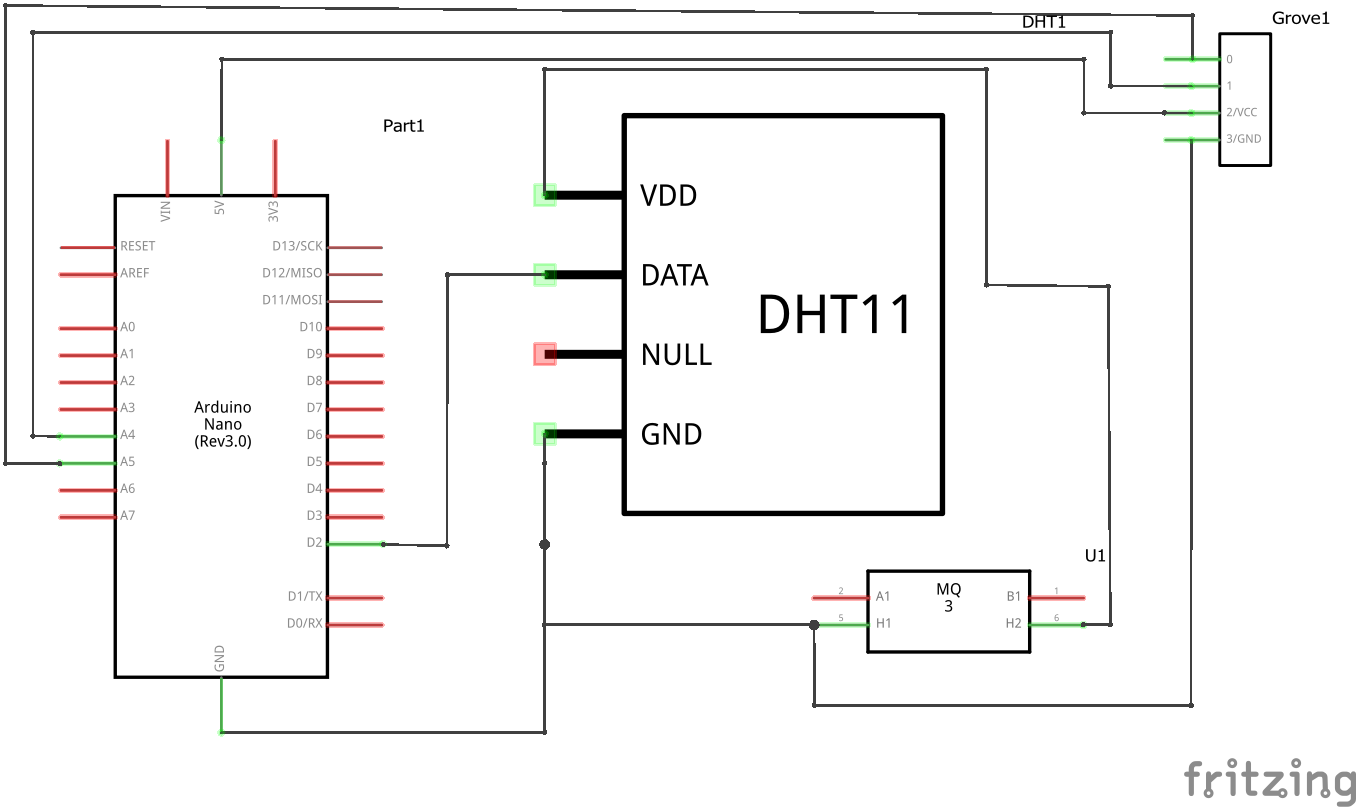 DHT1
Grove1
0
1
2/VCC
3/GND
Part1
VIN
5V
3V3
RESET
AREF
A0
A1
A2
A3
A4
A5
A6
A7
D13/SCK
D12/MISO
D11/MOSI
D10
D9
D8
D7
D6
D5
D4
D3
D2
D1/TX
D0/RX
Arduino
Nano
(Rev3.0)
GND
VDD
DATA
NULL
GND
DHT11
U1
MQ
3
2
A1
B1
1
5
H1
H2
6
fritzing